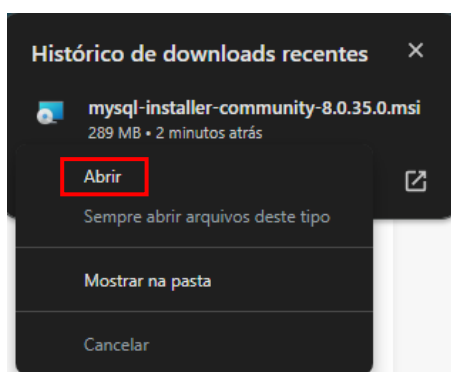 Histórico de downloads recentes
mysql-installer-community-8.0.35.0.msi
289 MB • 2 minutos atrás
Abrir
Sempre abrir arquivos deste tipo
Mostrar na pasta
Cancelar